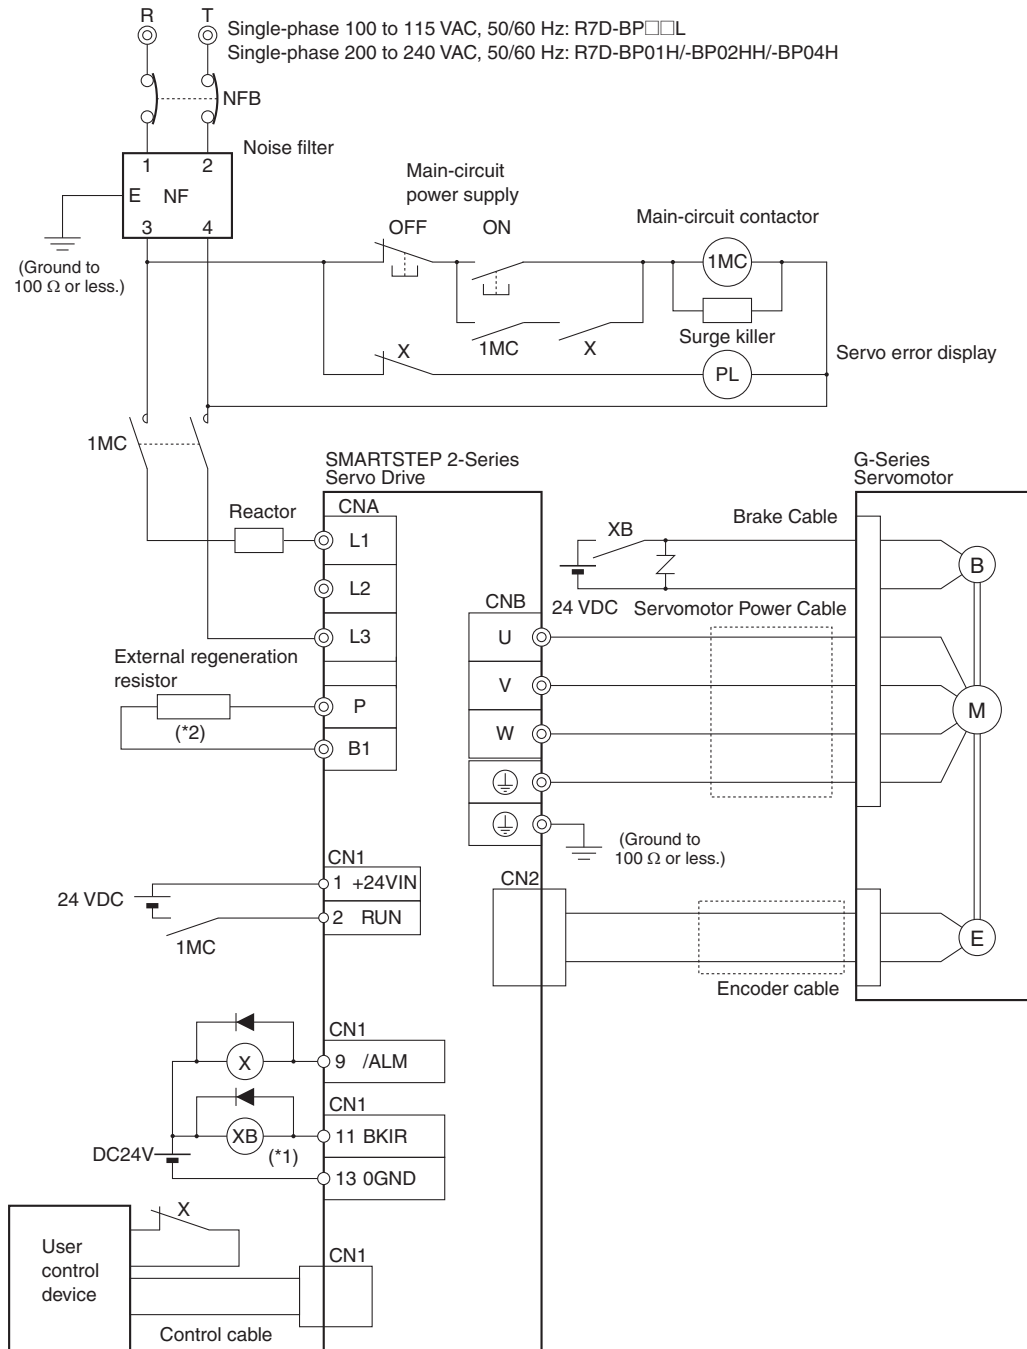 R T
Single-phase 100 to 115 VAC, 50/60 Hz: R7D-BP□□L
Single-phase 200 to 240 VAC, 50/60 Hz: R7D-BP01H/-BP02HH/-BP04H
NFB
Noise filter
1 2
E NF
3 4
(Ground to
100 Ω or less.)
Main-circuit
power supply
OFF ON
Main-circuit contactor
1MC
Surge killer
1MC X
X
PL
Servo error display
1MC
SMARTSTEP 2-Series
Servo Drive
G-Series
Servomotor
Reactor
CNA
L1
L2
L3
External regeneration
resistor
(*2)
P
B1
XB
Brake Cable
B
24 VDC
Servomotor Power Cable
CNB
U
V
W
M
(Ground to
100 Ω or less.)
CN1
24 VDC
1 +24VIN
2 RUN
1MC
CN2
E
Encoder cable
CN1
X
9 /ALM
CN1
XB
(*1)
11 BKIR
DC24V
13 0GND
X
User
control
device
CN1
Control cable